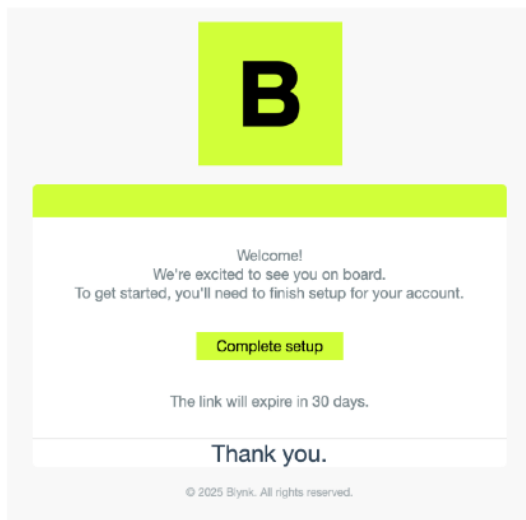 B
Welcome!
We're excited to see you on board.
To get started, you'll need to finish setup for your account.
Complete setup
The link will expire in 30 days.
Thank you.
© 2025 Blynk. All rights reserved.